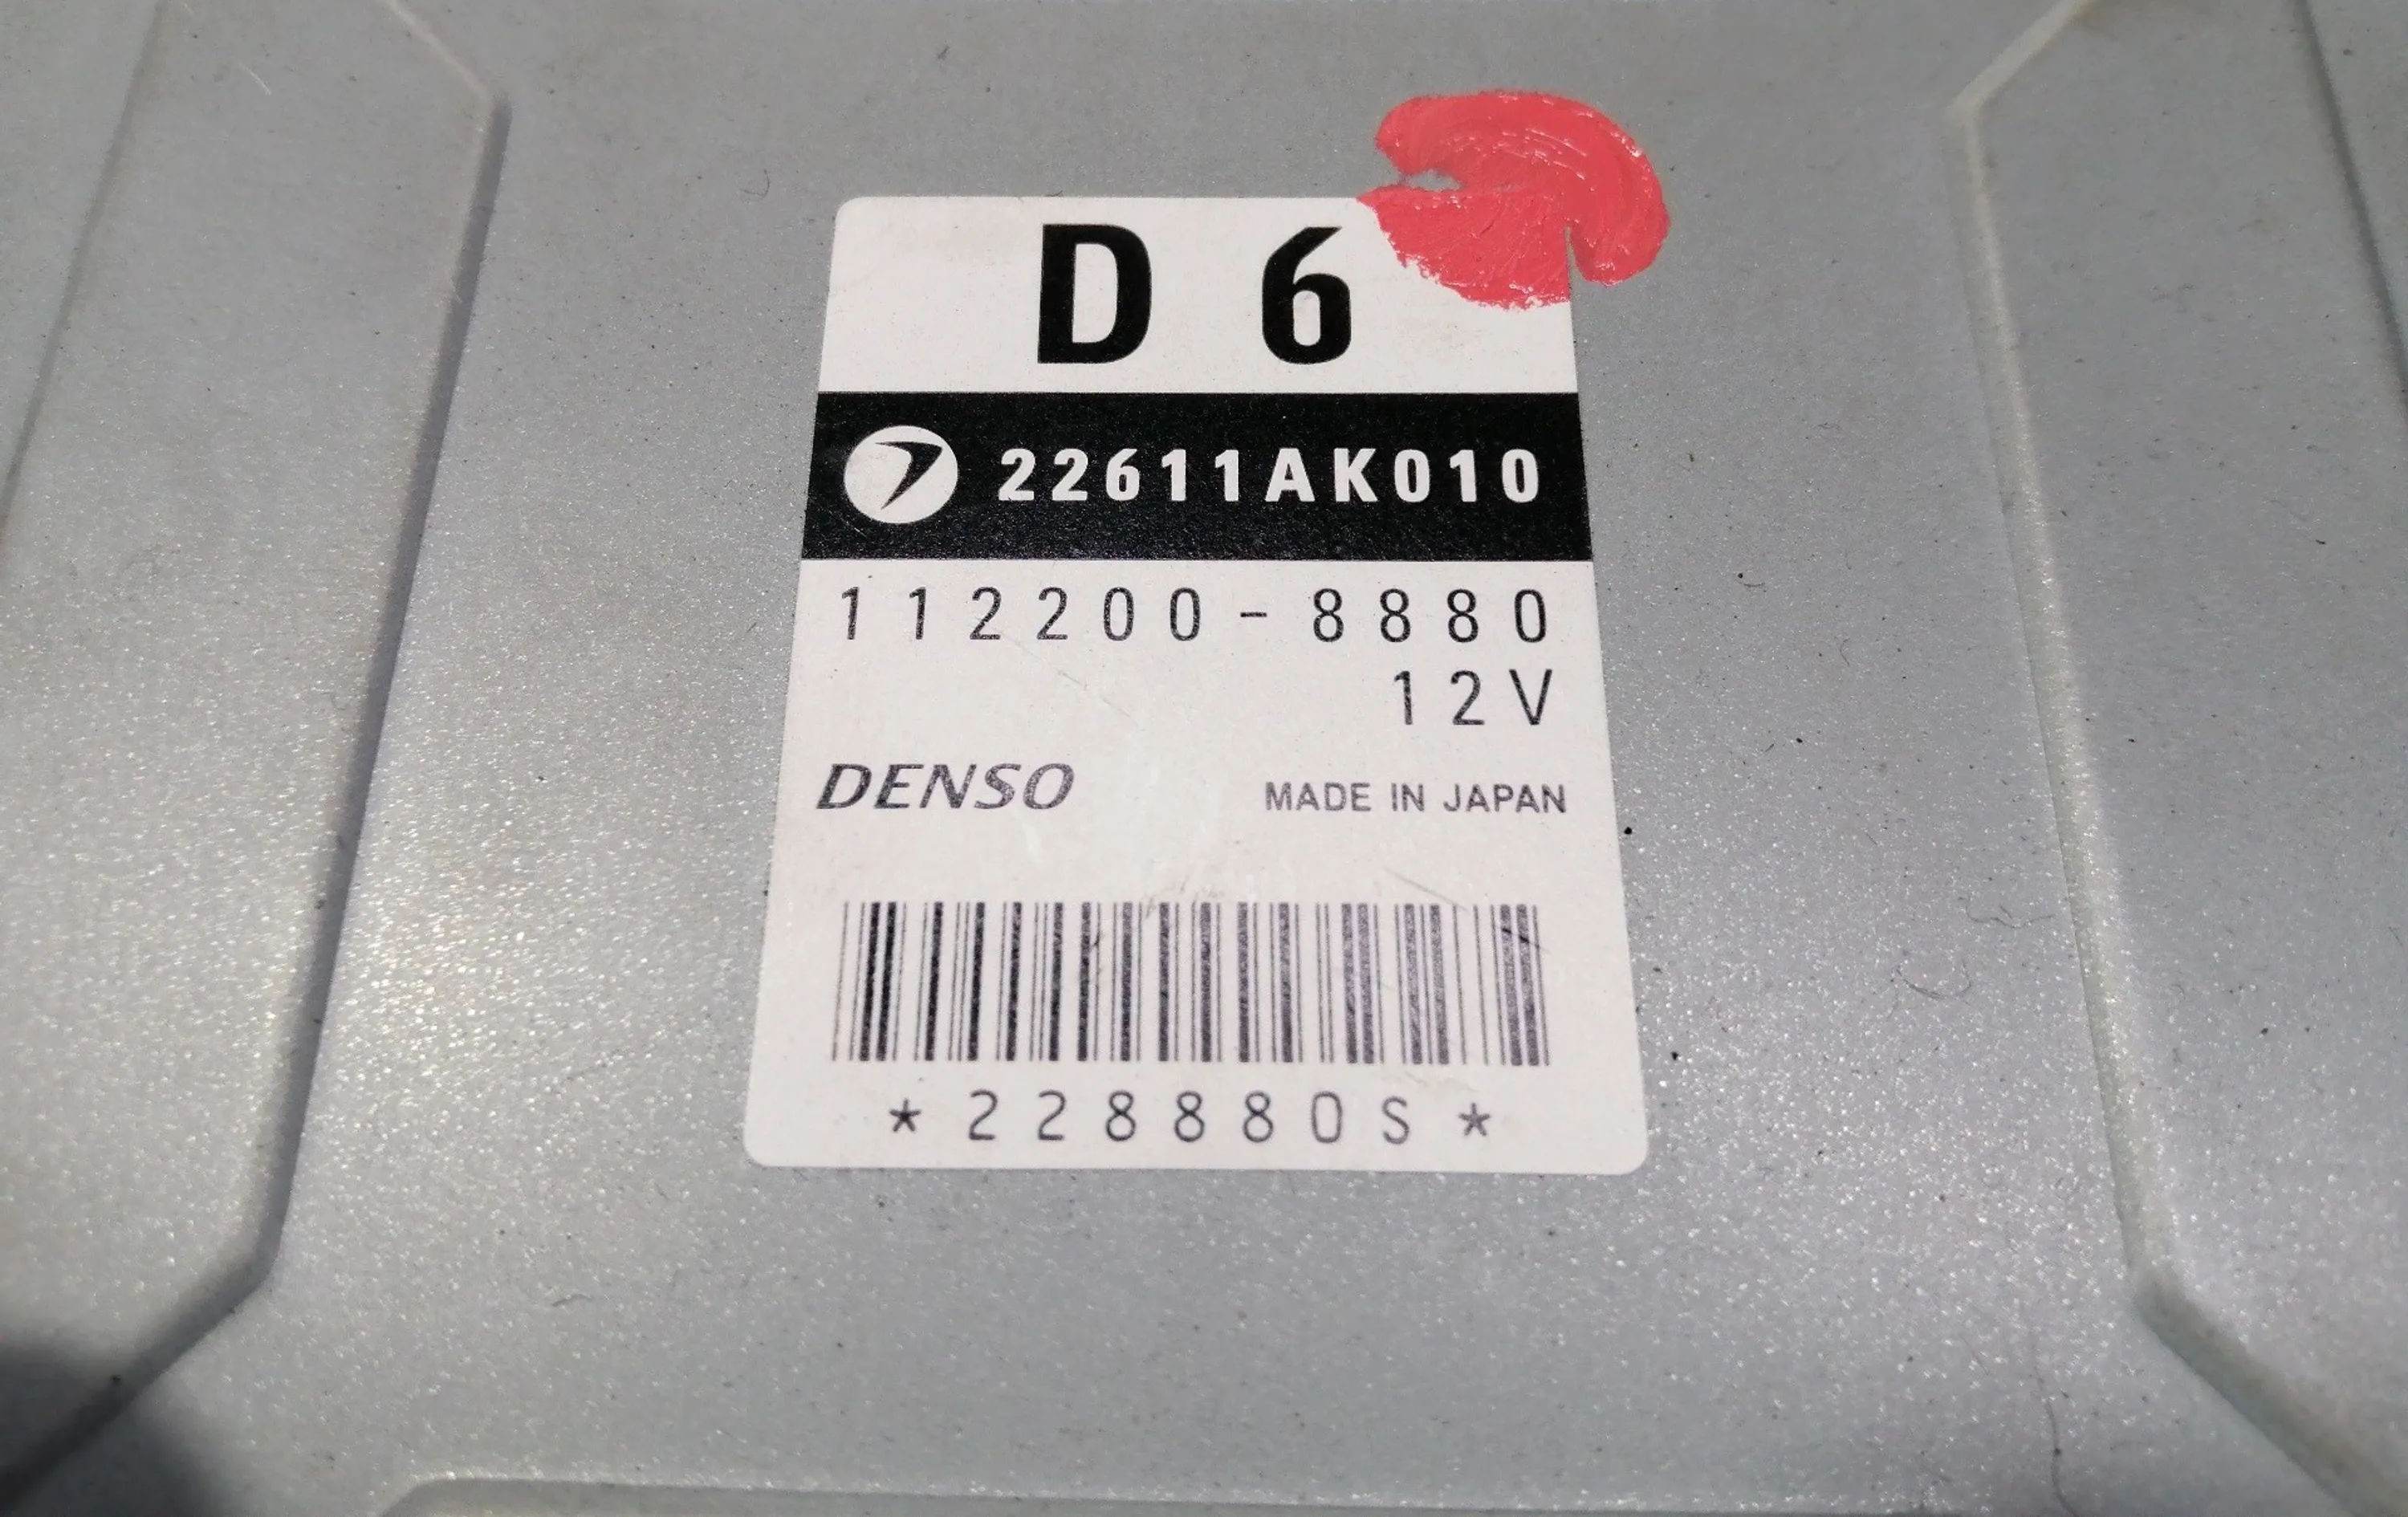 D 6
22611AK010
112200-8880
12V
DENSO MADE IN JAPAN
*228880S*